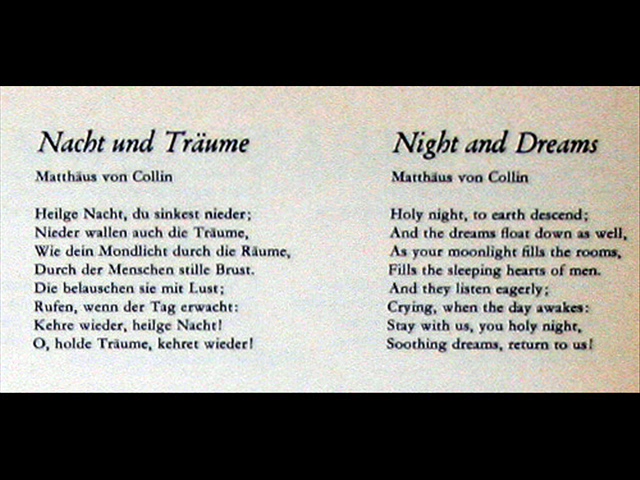 Nacht und Träume
Matthäus von Collin
Heilge Nacht, du sinkest nieder;
Nieder wallen auch die Träume,
Wie dein Mondlicht durch die Räume,
Durch der Menschen stille Brust.
Die belauschen sie mit Lust;
Rufen, wenn der Tag erwacht:
Kehre wieder, heilge Nacht!
O, holde Träume, kehret wieder!
Night and Dreams
Matthäus von Collin
Holy night, to earth descend;
And the dreams float down as well,
As your moonlight fills the rooms,
Fills the sleeping hearts of men.
And they listen eagerly;
Crying, when the day awakes:
Stay with us, you holy night,
Soothing dreams, return to us!